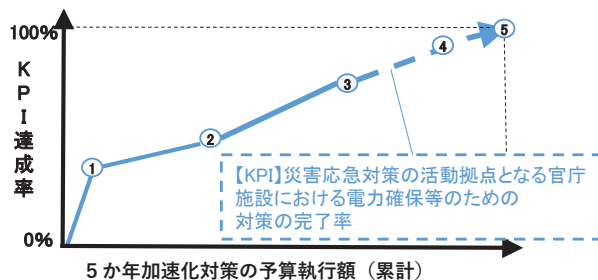 100%
KPI達成率
0%
①
②
③
④
⑤
【KPI】災害応急対策の活動拠点となる官庁
施設における電力確保等のための
対策の完了率
5か年加速化対策の予算執行額（累計）